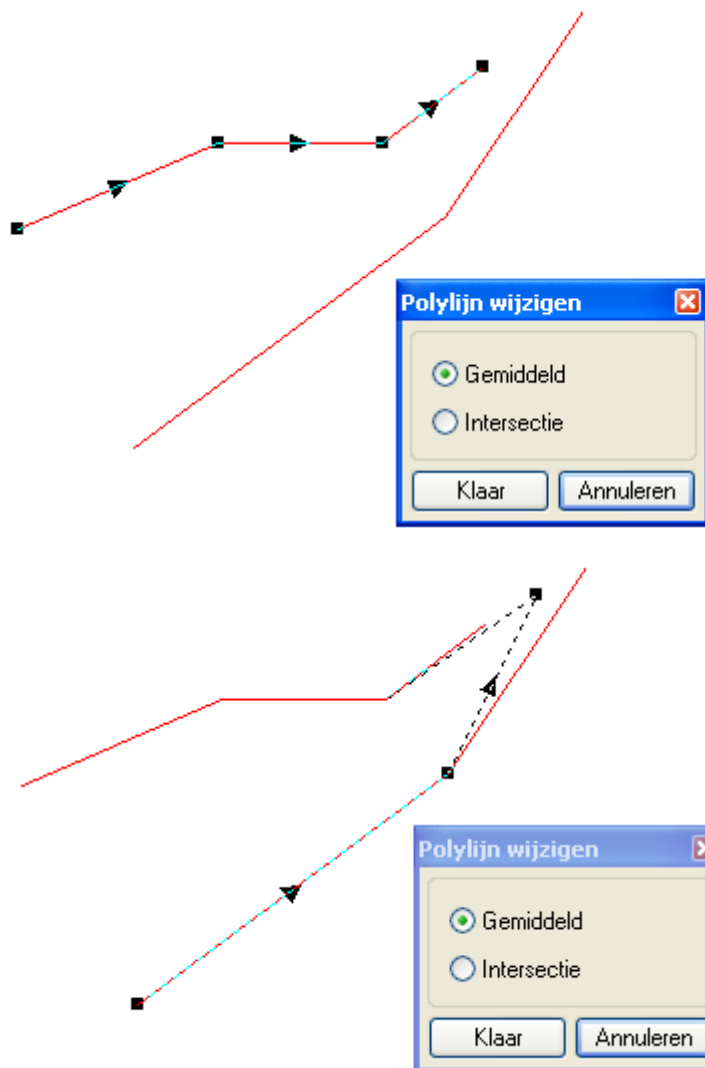 Polylijn wijzigen
Gemiddeld
Intersectie
Klaar Annuleren
Polylijn wijzigen
Gemiddeld
Intersectie
Klaar Annuleren